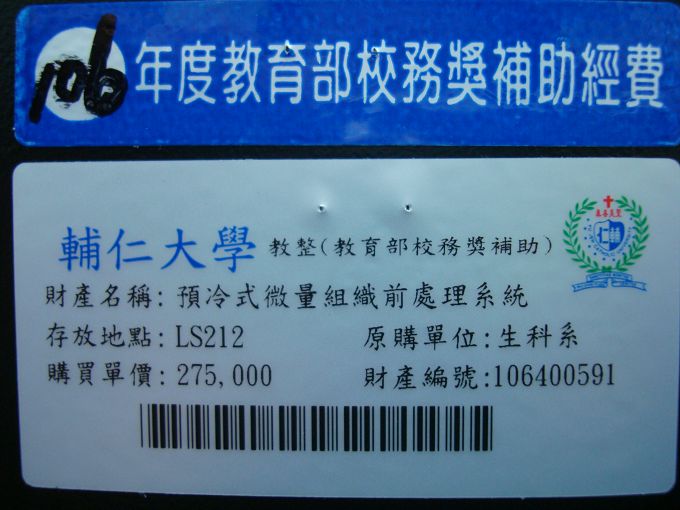 106年度教育部校務獎補助經費
輔仁大學 教整(教育部校務獎補助)
財產名稱: 預冷式微量組織前處理系統
存放地點: LS212 原購單位: 生科系
購買單價: 275,000 財產編號:106400591